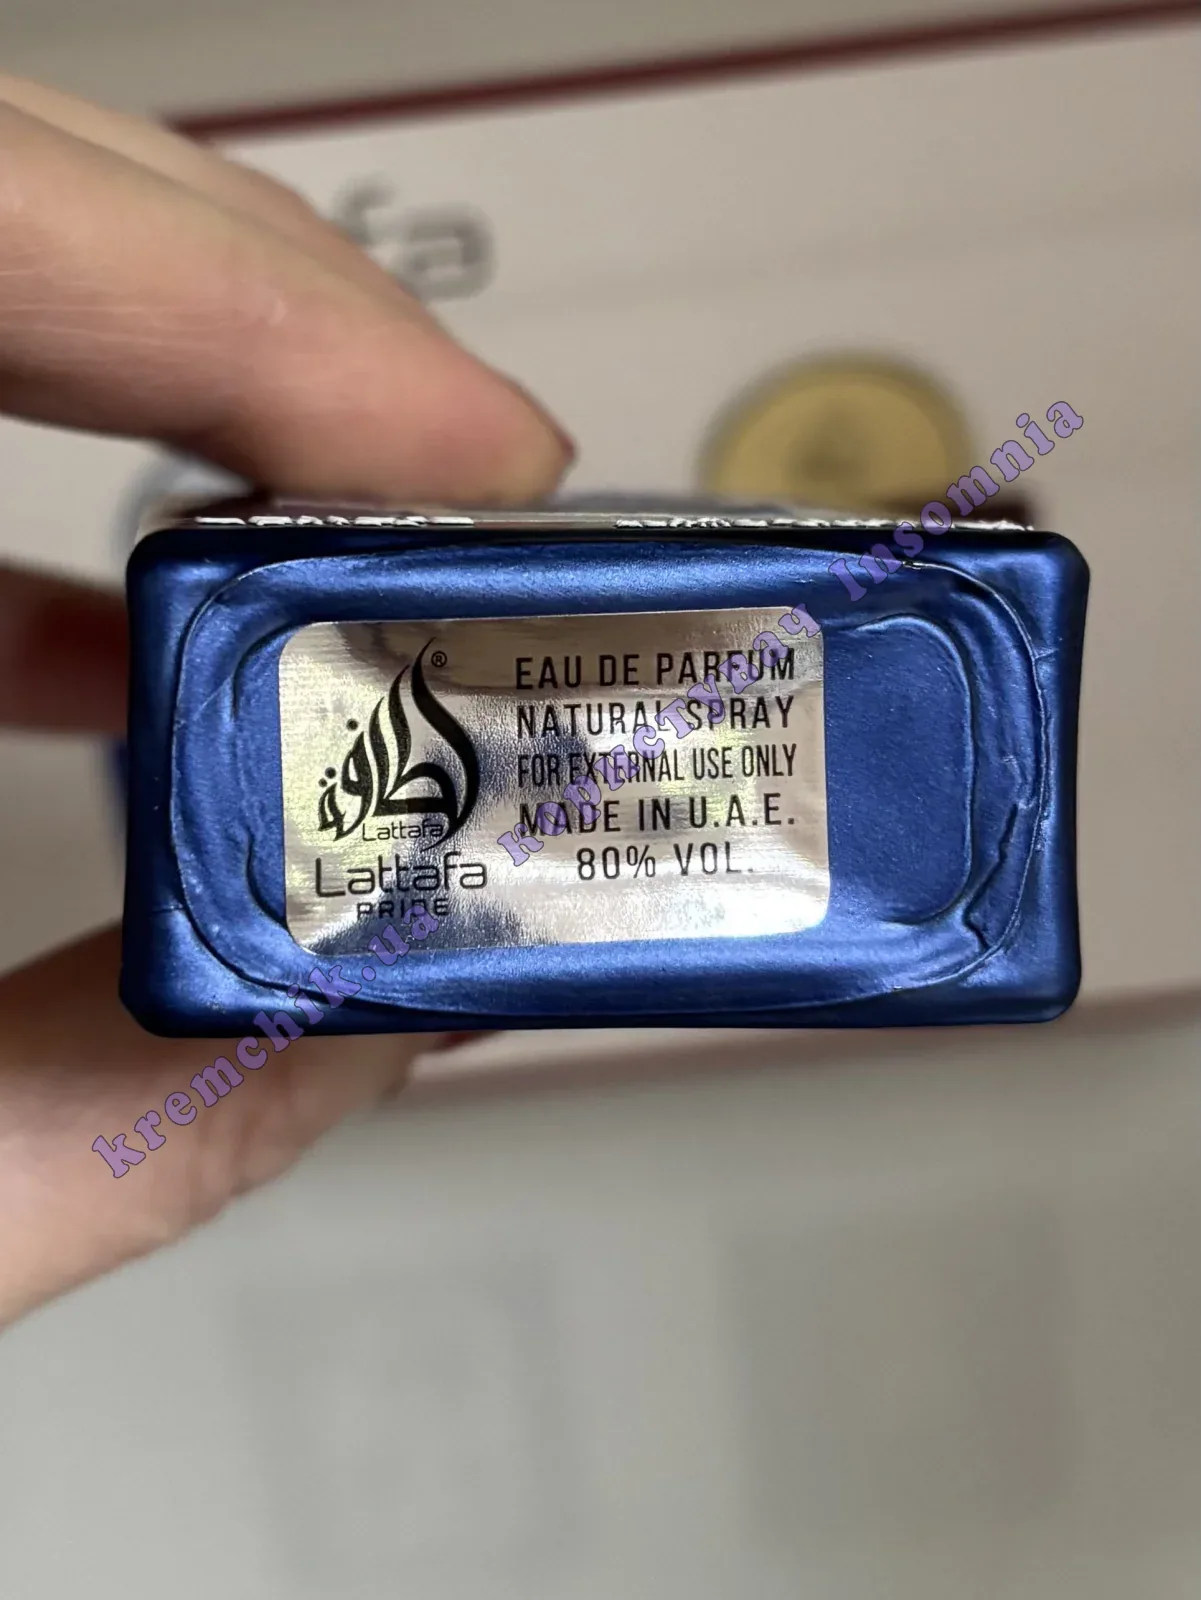 fa
®
لطافة
Lattafa
Lattafa
PRIDE
EAU DE PARFUM
NATURAL SPRAY
FOR EXTERNAL USE ONLY
MADE IN U.A.E.
80% VOL.
kremchik.ua користувач Insomnia